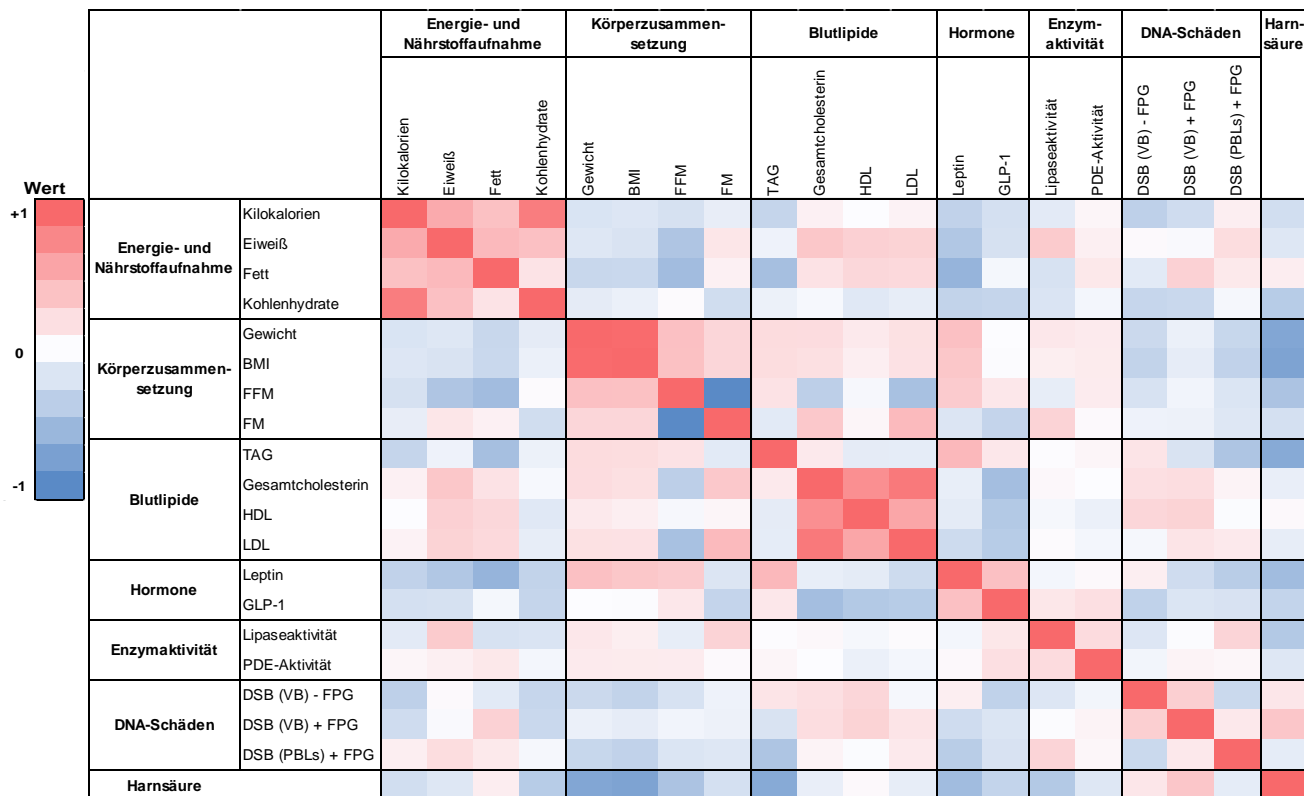 Energie- und
Nährstoffaufnahme
Körperzusammen-
setzung
Blutlipide
Hormone
Enzym-
aktivität
DNA-Schäden
Harn-
säure
Kilokalorien
Eiweiß
Fett
Kohlenhydrate
Gewicht
BMI
FFM
FM
TAG
Gesamtcholesterin
HDL
LDL
Leptin
GLP-1
Lipaseaktivität
PDE-Aktivität
DSB (VB) - FPG
DSB (VB) + FPG
DSB (PBLs) + FPG
Wert
+1
0
-1
Energie- und
Nährstoffaufnahme
Kilokalorien
Eiweiß
Fett
Kohlenhydrate
Körperzusammen-
setzung
Gewicht
BMI
FFM
FM
Blutlipide
TAG
Gesamtcholesterin
HDL
LDL
Hormone
Leptin
GLP-1
Enzymaktivität
Lipaseaktivität
PDE-Aktivität
DNA-Schäden
DSB (VB) - FPG
DSB (VB) + FPG
DSB (PBLs) + FPG
Harnsäure